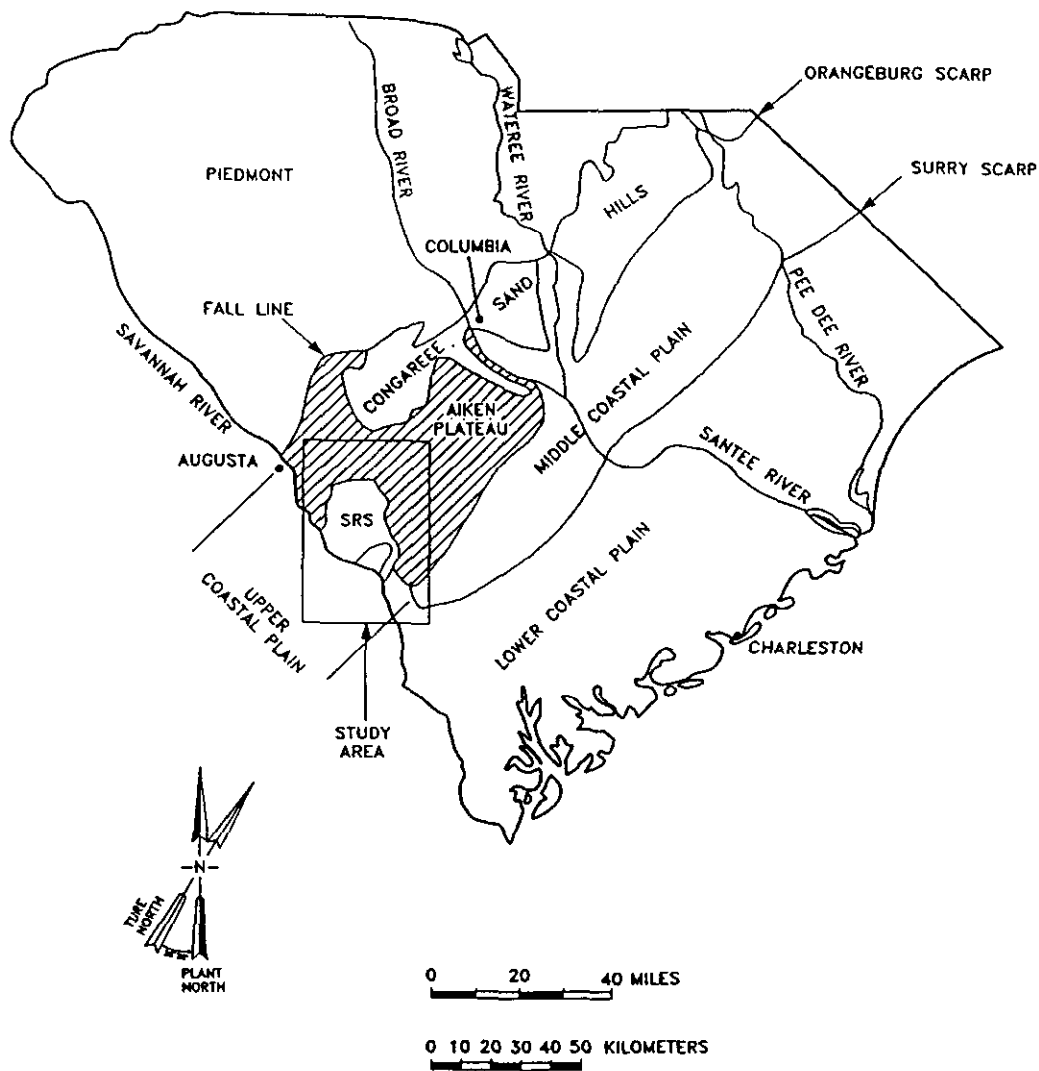 ORANGEBURG SCARP
BROAD RIVER
WATEREE RIVER
SURRY SCARP
PIEDMONT
HILLS
COLUMBIA
SAND
FALL LINE
PEE DEE RIVER
SAVANNAH RIVER
CONGAREEE
AIKEN
PLATEAU
MIDDLE COASTAL PLAIN
AUGUSTA
SANTEE RIVER
SRS
UPPER
COASTAL PLAIN
LOWER COASTAL PLAIN
CHARLESTON
STUDY
AREA
N
TURE
NORTH
PLANT
NORTH
0 20 40 MILES
0 10 20 30 40 50 KILOMETERS